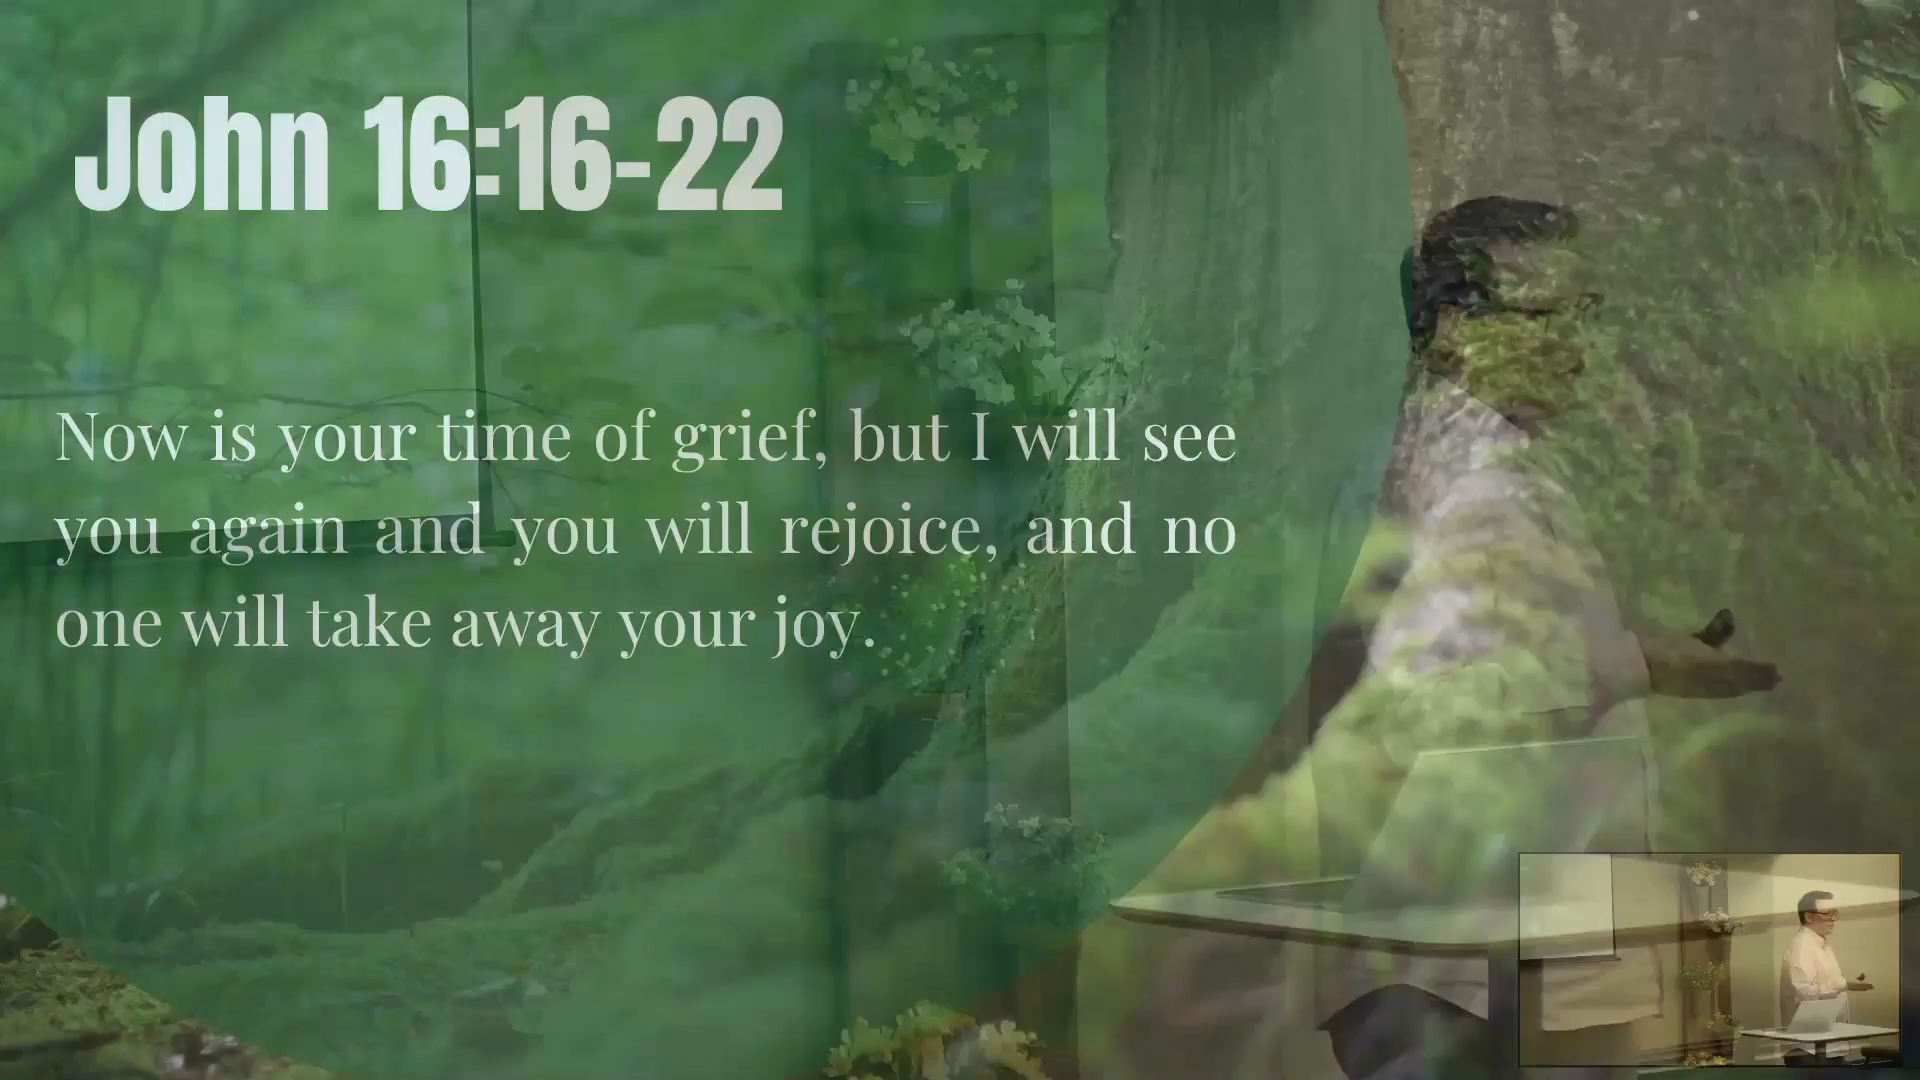 John 16:16-22
Now is your time of grief, but I will see
you again and you will rejoice, and no
one will take away your joy.